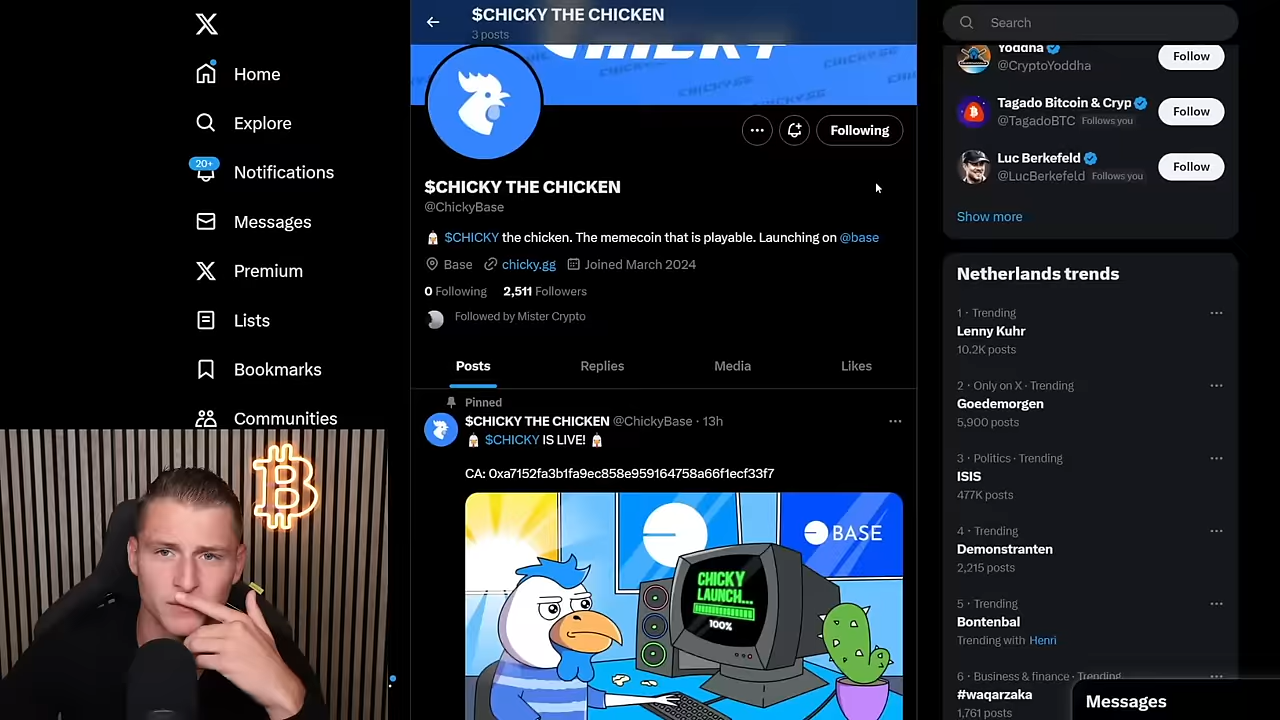 Home
Explore
20+
Notifications
Messages
Premium
Lists
Bookmarks
Communities
$CHICKY THE CHICKEN
3 posts
Following
$CHICKY THE CHICKEN
@ChickyBase
$CHICKY the chicken. The memecoin that is playable. Launching on @base
Base chicky.gg Joined March 2024
0 Following 2,511 Followers
Followed by Mister Crypto
Posts Replies Media Likes
Pinned
$CHICKY THE CHICKEN @ChickyBase · 13h
$CHICKY IS LIVE!
CA: 0xa7152fa3b1fa9ec858e959164758a66f1ecf33f7
BASE
CHICKY
LAUNCH...
100%
Search
Yoddha
@CryptoYoddha
Follow
Tagado Bitcoin & Cryp
@TagadoBTC Follows you
Follow
Luc Berkefeld
@LucBerkefeld Follows you
Follow
Show more
Netherlands trends
1 · Trending
Lenny Kuhr
10.2K posts
2 · Only on X · Trending
Goedemorgen
5,900 posts
3 · Politics · Trending
ISIS
477K posts
4 · Trending
Demonstranten
2,215 posts
5 · Trending
Bontenbal
Trending with Henri
6 · Business & finance · Trending
#waqarzaka
1,761 posts
Messages